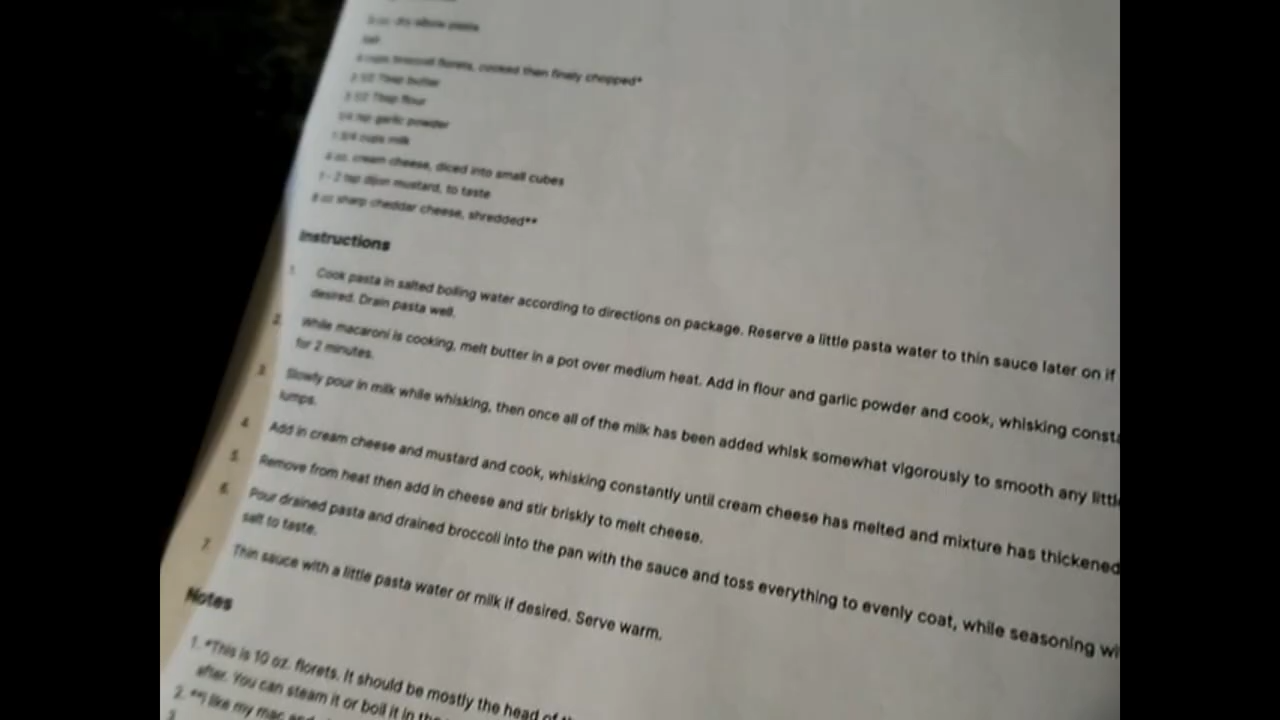 dry elbow pasta
salt
cups broccoli florets, cooked then finely chopped*
2 1/2 Tbsp butter
2 1/2 Tbsp flour
1/4 tsp garlic powder
1 3/4 cups milk
4 oz. cream cheese, diced into small cubes
1 - 2 tsp dijon mustard, to taste
8 oz sharp cheddar cheese, shredded**
Instructions
1. Cook pasta in salted boiling water according to directions on package. Reserve a little pasta water to thin sauce later on if
desired. Drain pasta well.
2. While macaroni is cooking, melt butter in a pot over medium heat. Add in flour and garlic powder and cook, whisking consta
for 2 minutes.
3. Slowly pour in milk while whisking, then once all of the milk has been added whisk somewhat vigorously to smooth any little
lumps.
4. Add in cream cheese and mustard and cook, whisking constantly until cream cheese has melted and mixture has thickened
5. Remove from heat then add in cheese and stir briskly to melt cheese.
6. Pour drained pasta and drained broccoli into the pan with the sauce and toss everything to evenly coat, while seasoning wi
salt to taste.
7. Thin sauce with a little pasta water or milk if desired. Serve warm.
Notes
1. *This is 10 oz. florets. It should be mostly the head of
after. You can steam it or boil it in the
2. **I like my mac and
3.